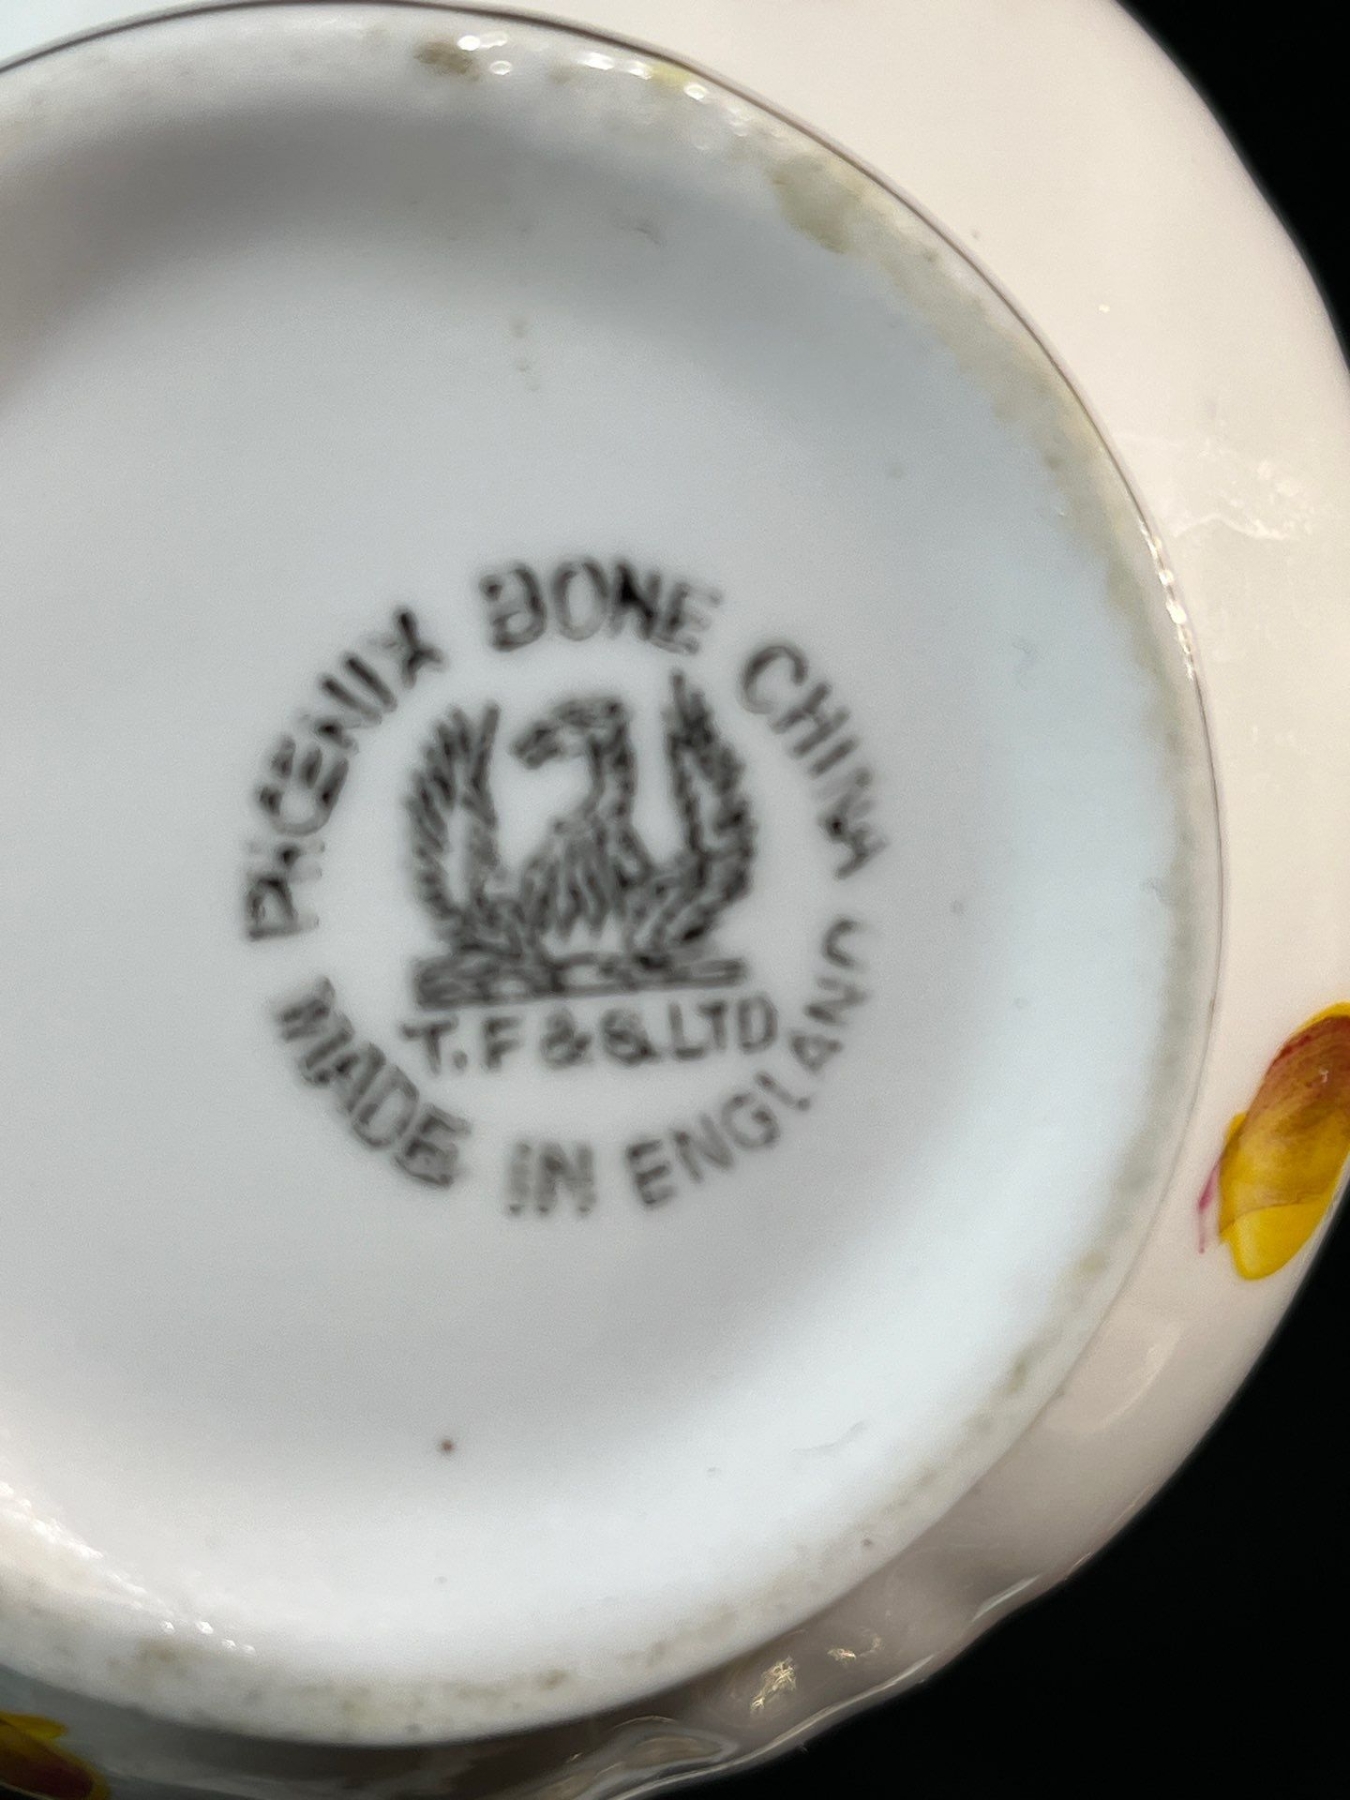 PHOENIX BONE CHINA
T.F & S. LTD
MADE IN ENGLAND